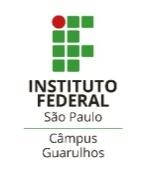 INSTITUTO
FEDERAL
São Paulo
Câmpus
Guarulhos